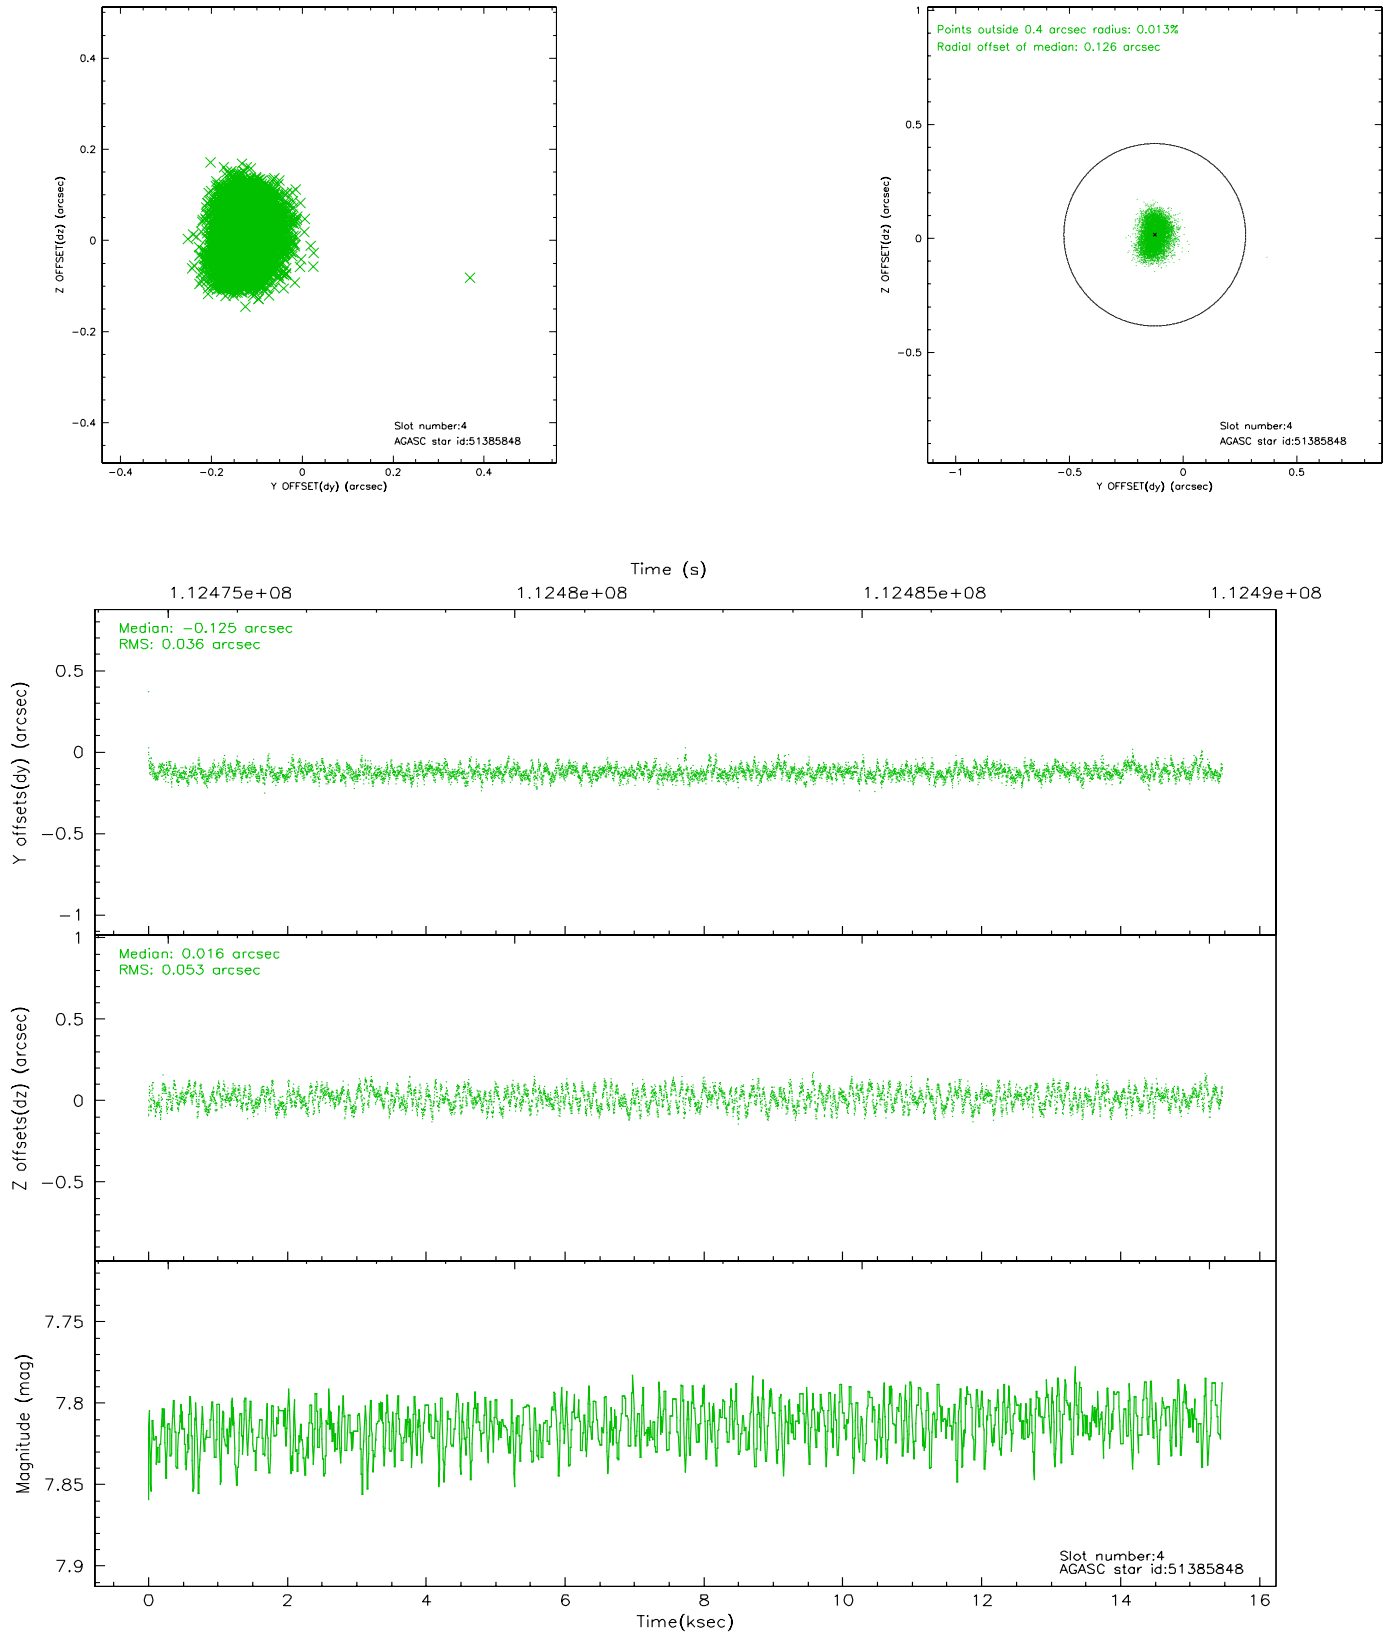 0.4
0.2
0
−0.2
−0.4
Z OFFSET(dz) (arcsec)
Slot number:4
AGASC star id:51385848
−0.4
−0.2
0
0.2
0.4
Y OFFSET(dy) (arcsec)
Points outside 0.4 arcsec radius: 0.013%
Radial offset of median: 0.126 arcsec
1
0.5
0
−0.5
Z OFFSET(dz) (arcsec)
Slot number:4
AGASC star id:51385848
−1
−0.5
0
0.5
Y OFFSET(dy) (arcsec)
Time (s)
1.12475e+08
1.1248e+08
1.12485e+08
1.1249e+08
Median: −0.125 arcsec
RMS: 0.036 arcsec
0.5
0
−0.5
−1
Y offsets(dy) (arcsec)
Median: 0.016 arcsec
RMS: 0.053 arcsec
1
0.5
0
−0.5
Z offsets(dz) (arcsec)
7.75
7.8
7.85
7.9
Magnitude (mag)
Slot number:4
AGASC star id:51385848
0
2
4
6
8
10
12
14
16
Time(ksec)